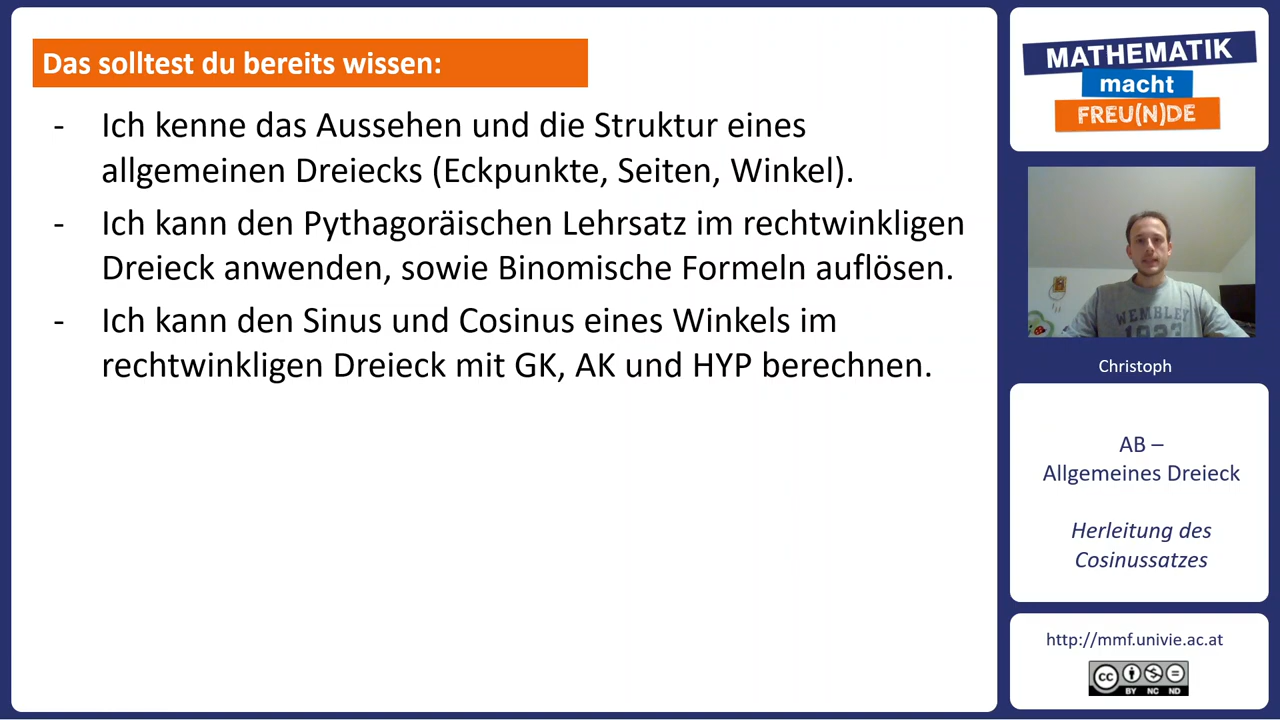 Das solltest du bereits wissen:
- Ich kenne das Aussehen und die Struktur eines
allgemeinen Dreiecks (Eckpunkte, Seiten, Winkel).
- Ich kann den Pythagoräischen Lehrsatz im rechtwinkligen
Dreieck anwenden, sowie Binomische Formeln auflösen.
- Ich kann den Sinus und Cosinus eines Winkels im
rechtwinkligen Dreieck mit GK, AK und HYP berechnen.
MATHEMATIK
macht
FREU(N)DE
WEMBLEY
1923
Christoph
AB –
Allgemeines Dreieck
Herleitung des
Cosinussatzes
http://mmf.univie.ac.at
cc
BY NC ND